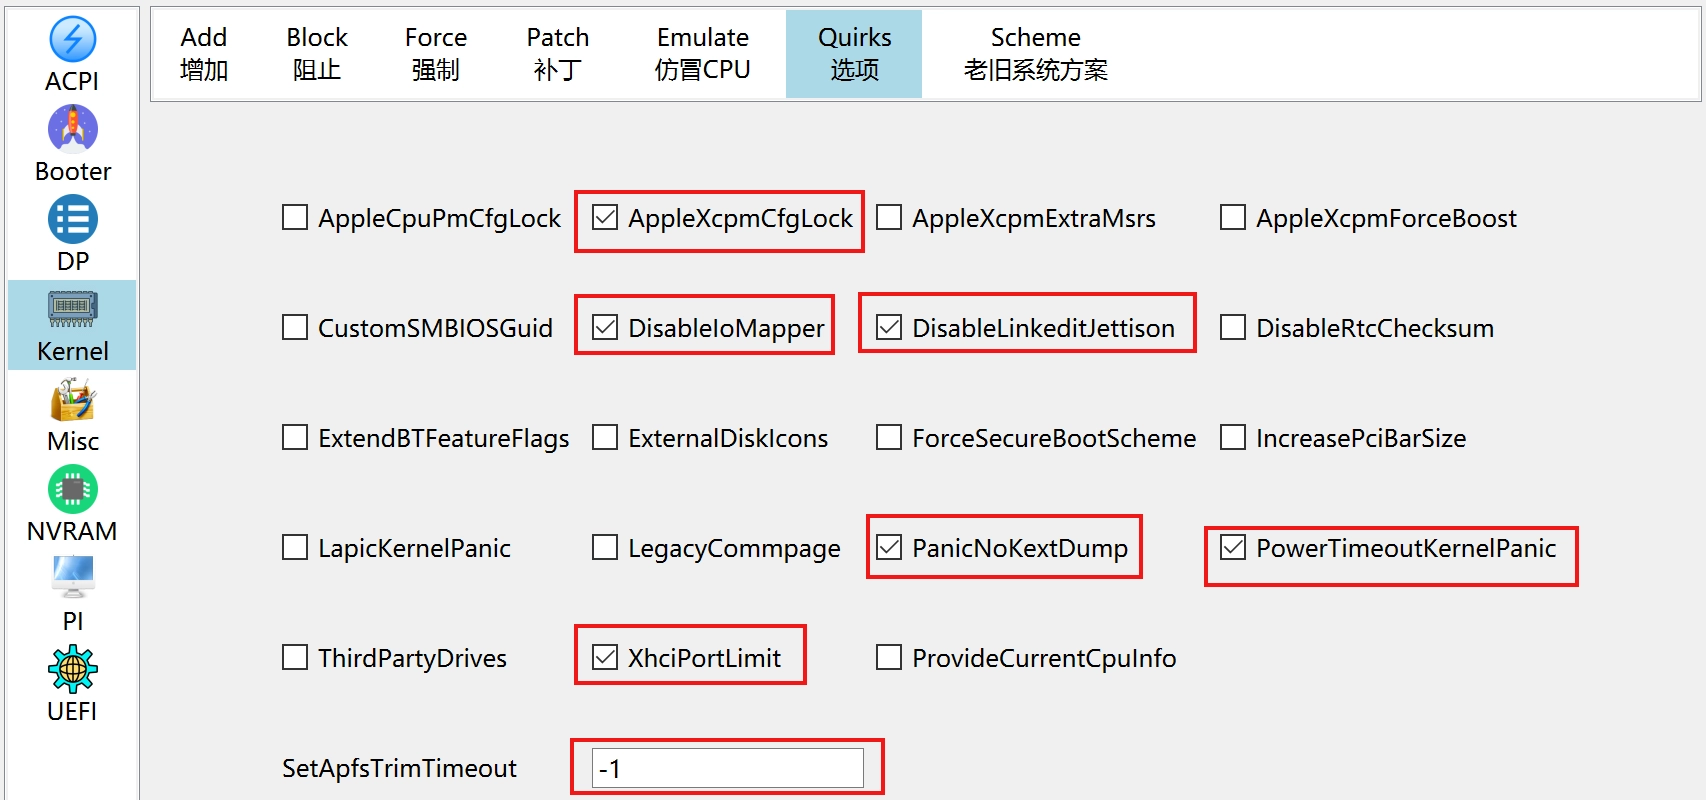 ACPI
Booter
DP
Kernel
Misc
NVRAM
PI
UEFI
Add Block Force Patch Emulate Quirks Scheme
增加 阻止 强制 补丁 仿冒CPU 选项 老旧系统方案
AppleCpuPmCfgLock AppleXcpmCfgLock AppleXcpmExtraMsrs AppleXcpmForceBoost
CustomSMBIOSGuid DisableIoMapper DisableLinkeditJettison DisableRtcChecksum
ExtendBTFeatureFlags ExternalDiskIcons ForceSecureBootScheme IncreasePciBarSize
LapicKernelPanic LegacyCommpage PanicNoKextDump PowerTimeoutKernelPanic
ThirdPartyDrives XhciPortLimit ProvideCurrentCpuInfo
SetApfsTrimTimeout -1